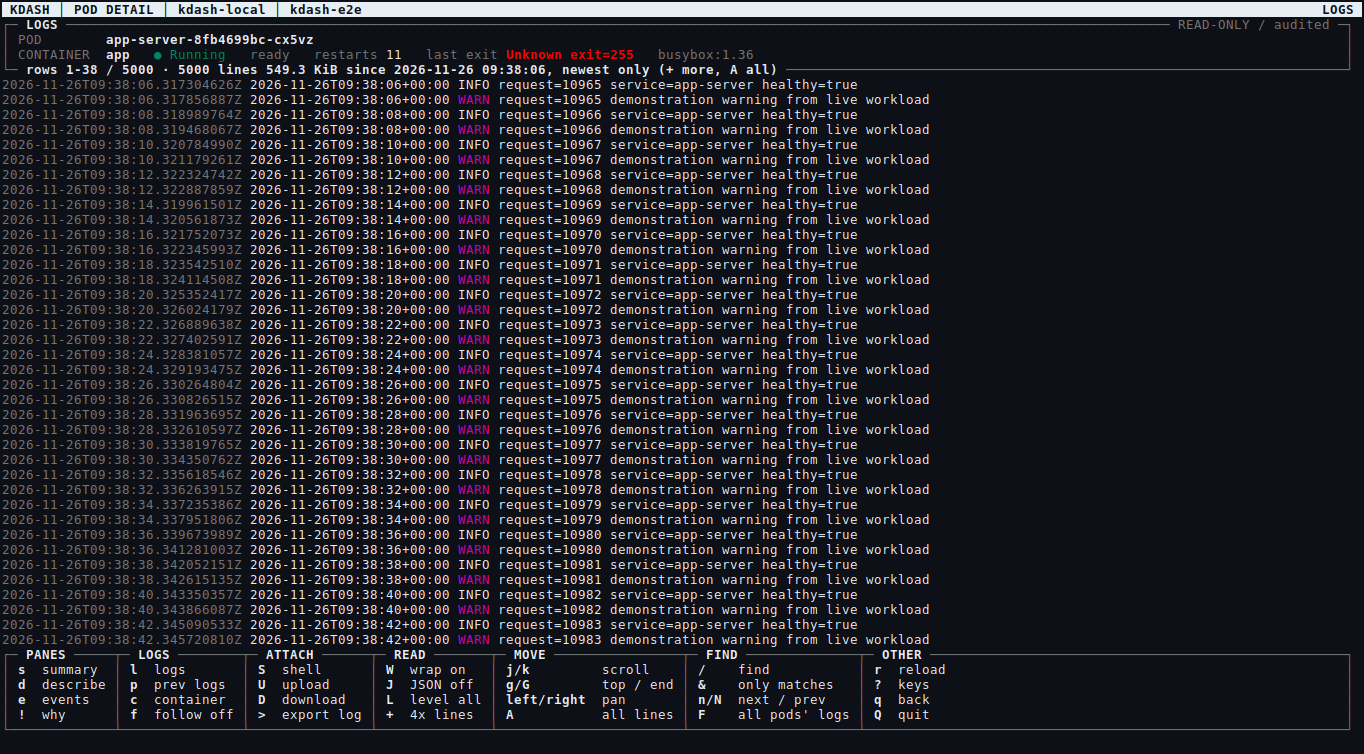 KDASH │ POD DETAIL │ kdash-local │ kdash-e2e LOGS
LOGS READ-ONLY / audited
POD app-server-8fb4699bc-cx5vz
CONTAINER app ● Running ready restarts 11 last exit Unknown exit=255 busybox:1.36
rows 1-38 / 5000 · 5000 lines 549.3 KiB since 2026-11-26 09:38:06, newest only (+ more, A all)
2026-11-26T09:38:06.317304626Z 2026-11-26T09:38:06+00:00 INFO request=10965 service=app-server healthy=true
2026-11-26T09:38:06.317856887Z 2026-11-26T09:38:06+00:00 WARN request=10965 demonstration warning from live workload
2026-11-26T09:38:08.318989764Z 2026-11-26T09:38:08+00:00 INFO request=10966 service=app-server healthy=true
2026-11-26T09:38:08.319468067Z 2026-11-26T09:38:08+00:00 WARN request=10966 demonstration warning from live workload
2026-11-26T09:38:10.320784990Z 2026-11-26T09:38:10+00:00 INFO request=10967 service=app-server healthy=true
2026-11-26T09:38:10.321179261Z 2026-11-26T09:38:10+00:00 WARN request=10967 demonstration warning from live workload
2026-11-26T09:38:12.322324742Z 2026-11-26T09:38:12+00:00 INFO request=10968 service=app-server healthy=true
2026-11-26T09:38:12.322887859Z 2026-11-26T09:38:12+00:00 WARN request=10968 demonstration warning from live workload
2026-11-26T09:38:14.319961501Z 2026-11-26T09:38:14+00:00 INFO request=10969 service=app-server healthy=true
2026-11-26T09:38:14.320561873Z 2026-11-26T09:38:14+00:00 WARN request=10969 demonstration warning from live workload
2026-11-26T09:38:16.321752073Z 2026-11-26T09:38:16+00:00 INFO request=10970 service=app-server healthy=true
2026-11-26T09:38:16.322345993Z 2026-11-26T09:38:16+00:00 WARN request=10970 demonstration warning from live workload
2026-11-26T09:38:18.323542510Z 2026-11-26T09:38:18+00:00 INFO request=10971 service=app-server healthy=true
2026-11-26T09:38:18.324114508Z 2026-11-26T09:38:18+00:00 WARN request=10971 demonstration warning from live workload
2026-11-26T09:38:20.325352417Z 2026-11-26T09:38:20+00:00 INFO request=10972 service=app-server healthy=true
2026-11-26T09:38:20.326024179Z 2026-11-26T09:38:20+00:00 WARN request=10972 demonstration warning from live workload
2026-11-26T09:38:22.326889638Z 2026-11-26T09:38:22+00:00 INFO request=10973 service=app-server healthy=true
2026-11-26T09:38:22.327402591Z 2026-11-26T09:38:22+00:00 WARN request=10973 demonstration warning from live workload
2026-11-26T09:38:24.328381057Z 2026-11-26T09:38:24+00:00 INFO request=10974 service=app-server healthy=true
2026-11-26T09:38:24.329193475Z 2026-11-26T09:38:24+00:00 WARN request=10974 demonstration warning from live workload
2026-11-26T09:38:26.330264804Z 2026-11-26T09:38:26+00:00 INFO request=10975 service=app-server healthy=true
2026-11-26T09:38:26.330826515Z 2026-11-26T09:38:26+00:00 WARN request=10975 demonstration warning from live workload
2026-11-26T09:38:28.331963695Z 2026-11-26T09:38:28+00:00 INFO request=10976 service=app-server healthy=true
2026-11-26T09:38:28.332610597Z 2026-11-26T09:38:28+00:00 WARN request=10976 demonstration warning from live workload
2026-11-26T09:38:30.333819765Z 2026-11-26T09:38:30+00:00 INFO request=10977 service=app-server healthy=true
2026-11-26T09:38:30.334350762Z 2026-11-26T09:38:30+00:00 WARN request=10977 demonstration warning from live workload
2026-11-26T09:38:32.335618546Z 2026-11-26T09:38:32+00:00 INFO request=10978 service=app-server healthy=true
2026-11-26T09:38:32.336263915Z 2026-11-26T09:38:32+00:00 WARN request=10978 demonstration warning from live workload
2026-11-26T09:38:34.337235386Z 2026-11-26T09:38:34+00:00 INFO request=10979 service=app-server healthy=true
2026-11-26T09:38:34.337951806Z 2026-11-26T09:38:34+00:00 WARN request=10979 demonstration warning from live workload
2026-11-26T09:38:36.339673989Z 2026-11-26T09:38:36+00:00 INFO request=10980 service=app-server healthy=true
2026-11-26T09:38:36.341281003Z 2026-11-26T09:38:36+00:00 WARN request=10980 demonstration warning from live workload
2026-11-26T09:38:38.342052151Z 2026-11-26T09:38:38+00:00 INFO request=10981 service=app-server healthy=true
2026-11-26T09:38:38.342615135Z 2026-11-26T09:38:38+00:00 WARN request=10981 demonstration warning from live workload
2026-11-26T09:38:40.343350357Z 2026-11-26T09:38:40+00:00 INFO request=10982 service=app-server healthy=true
2026-11-26T09:38:40.343866087Z 2026-11-26T09:38:40+00:00 WARN request=10982 demonstration warning from live workload
2026-11-26T09:38:42.345090533Z 2026-11-26T09:38:42+00:00 INFO request=10983 service=app-server healthy=true
2026-11-26T09:38:42.345720810Z 2026-11-26T09:38:42+00:00 WARN request=10983 demonstration warning from live workload
PANES LOGS ATTACH READ MOVE FIND OTHER
s summary l logs S shell W wrap on j/k scroll / find r reload
d describe p prev logs U upload J JSON off g/G top / end & only matches ? keys
e events c container D download L level all left/right pan n/N next / prev q back
! why f follow off > export log + 4x lines A all lines F all pods' logs Q quit